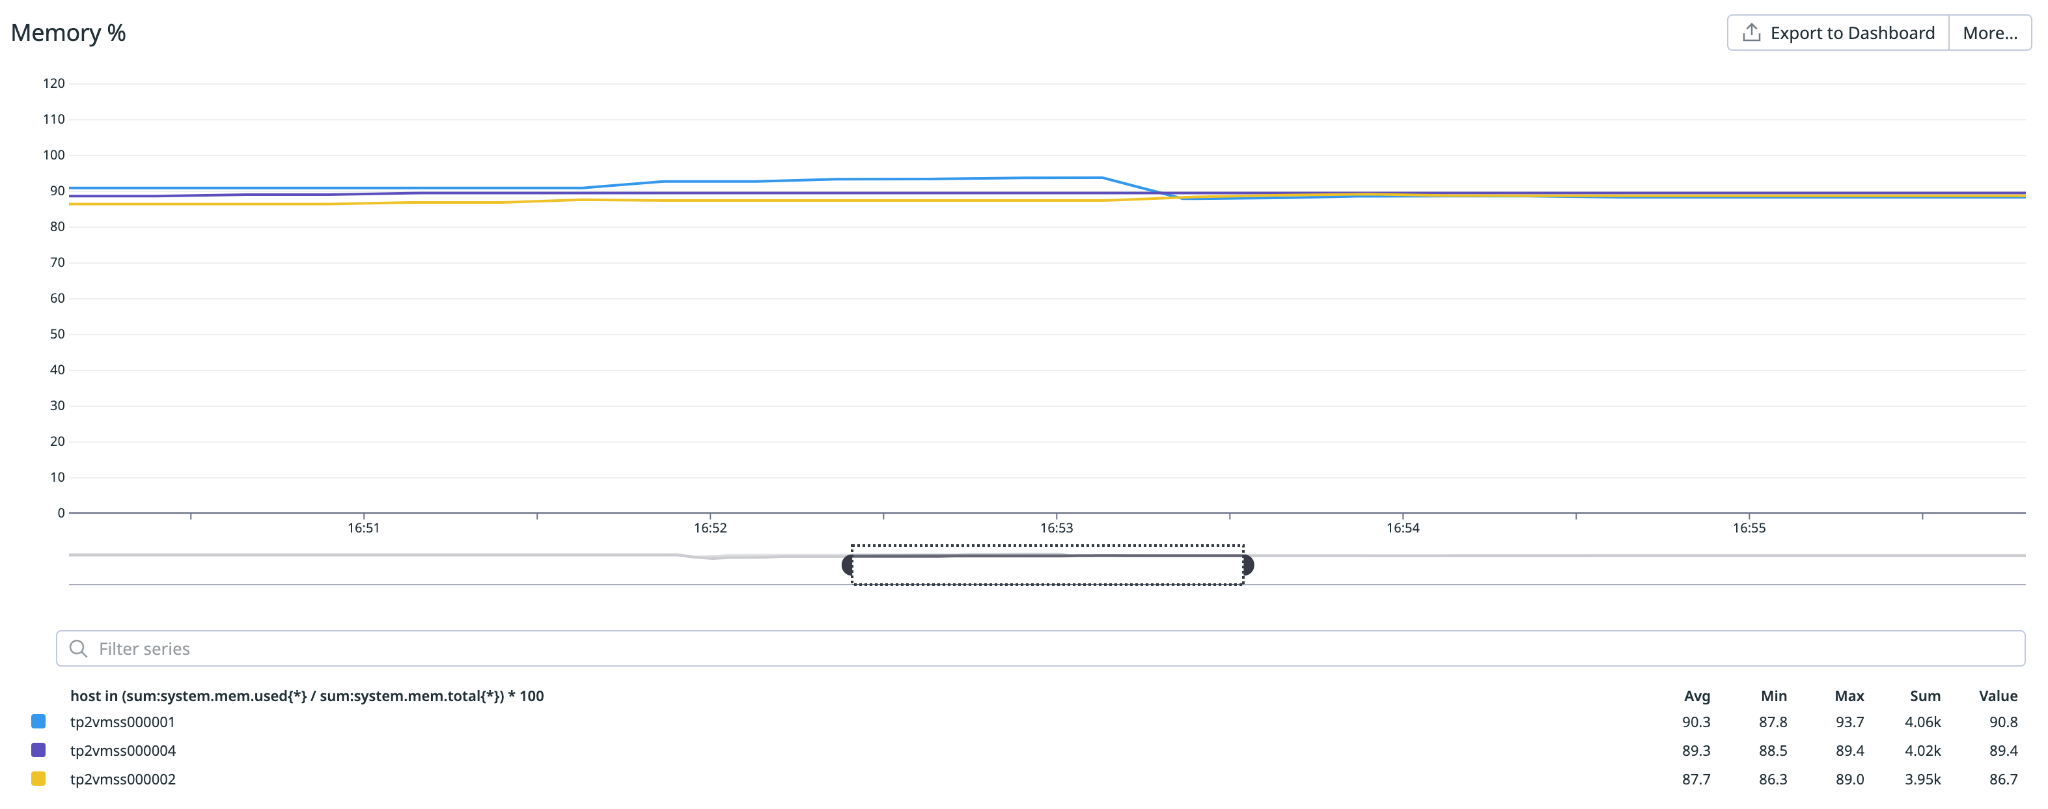 Memory %
Export to Dashboard
More...
120
110
100
90
80
70
60
50
40
30
20
10
0
16:51 16:52 16:53 16:54 16:55
Filter series
host in (sum:system.mem.used{*} / sum:system.mem.total{*}) * 100 Avg Min Max Sum Value
tp2vmss000001 90.3 87.8 93.7 4.06k 90.8
tp2vmss000004 89.3 88.5 89.4 4.02k 89.4
tp2vmss000002 87.7 86.3 89.0 3.95k 86.7